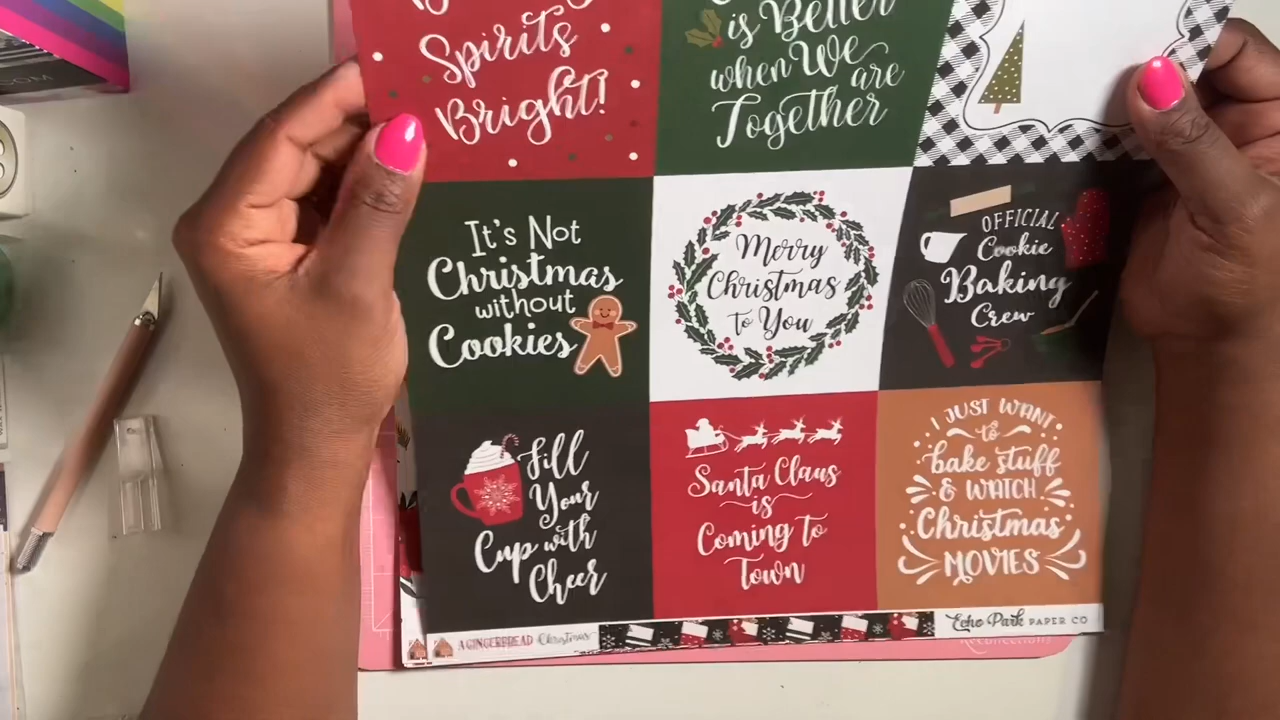 Spirits
Bright!
is Better
when We
are
Together
It's Not
Christmas
without
Cookies
Merry
Christmas
to You
OFFICIAL
Cookie
Baking
Crew
Fill
Your
Cup with
Cheer
Santa Claus
is
Coming to
Town
I JUST WANT
to
bake stuff
& WATCH
Christmas
MOVIES
A GINGERBREAD Christmas
Echo Park PAPER CO